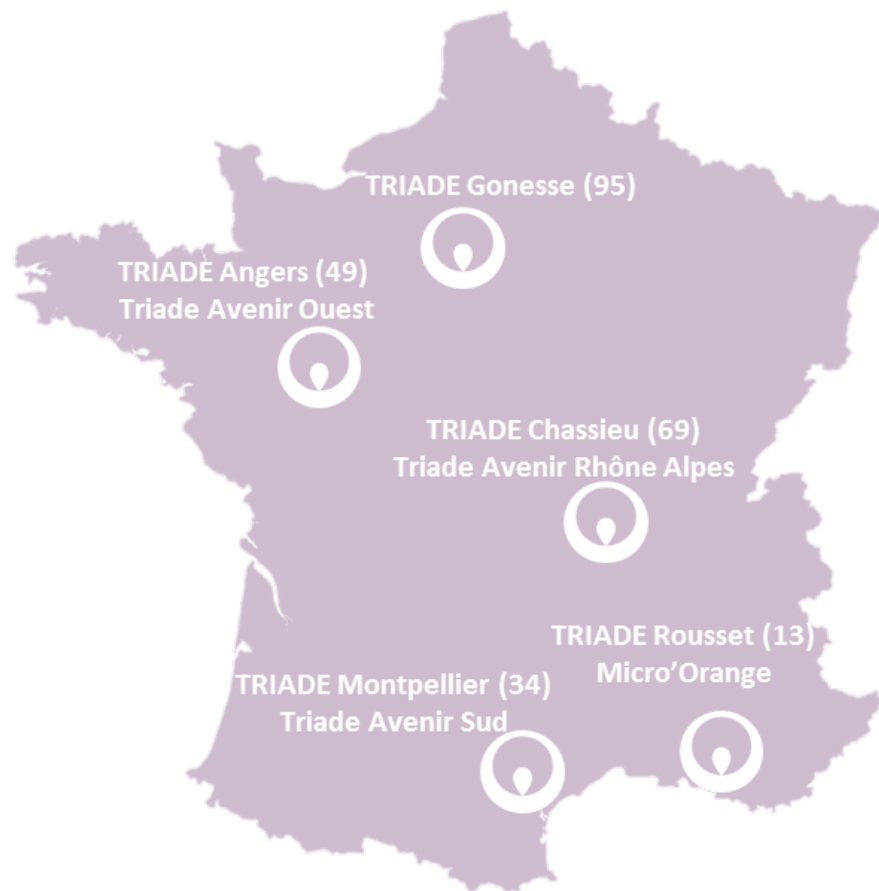 TRIADE Gonesse (95)
TRIADE Angers (49)
Triade Avenir Ouest
TRIADE Chassieu (69)
Triade Avenir Rhône Alpes
TRIADE Rousset (13)
Micro’Orange
TRIADE Montpellier (34)
Triade Avenir Sud